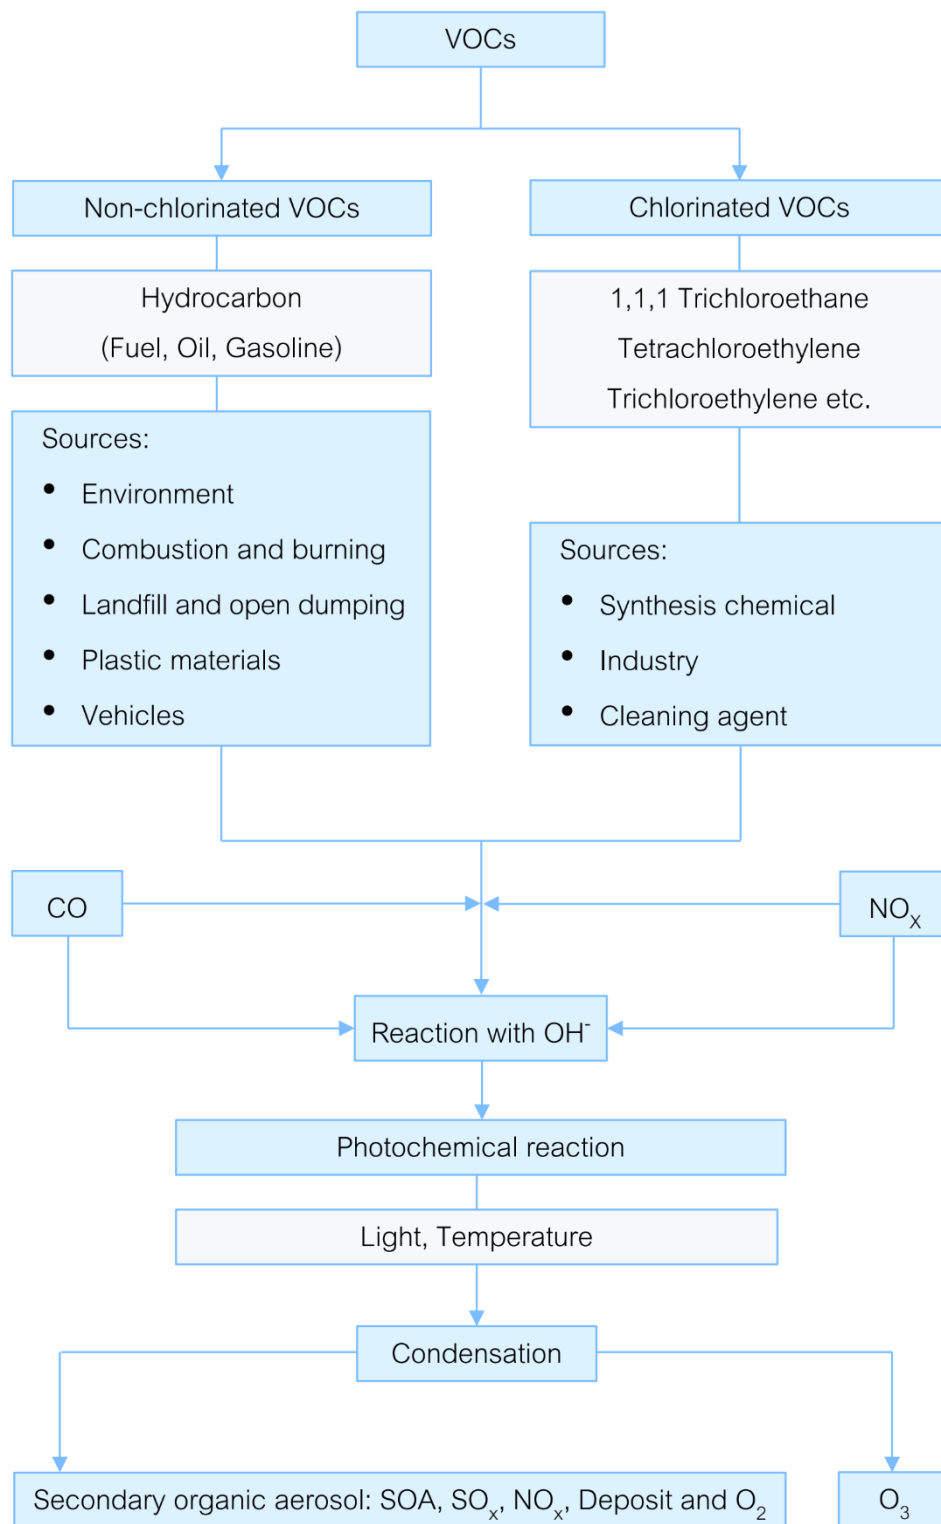 VOCs
Non-chlorinated VOCs
Chlorinated VOCs
Hydrocarbon
(Fuel, Oil, Gasoline)
1,1,1 Trichloroethane
Tetrachloroethylene
Trichloroethylene etc.
Sources:
• Environment
• Combustion and burning
• Landfill and open dumping
• Plastic materials
• Vehicles
Sources:
• Synthesis chemical
• Industry
• Cleaning agent
CO
NOₓ
Reaction with OH⁻
Photochemical reaction
Light, Temperature
Condensation
Secondary organic aerosol: SOA, SOₓ, NOₓ, Deposit and O₂
O₃